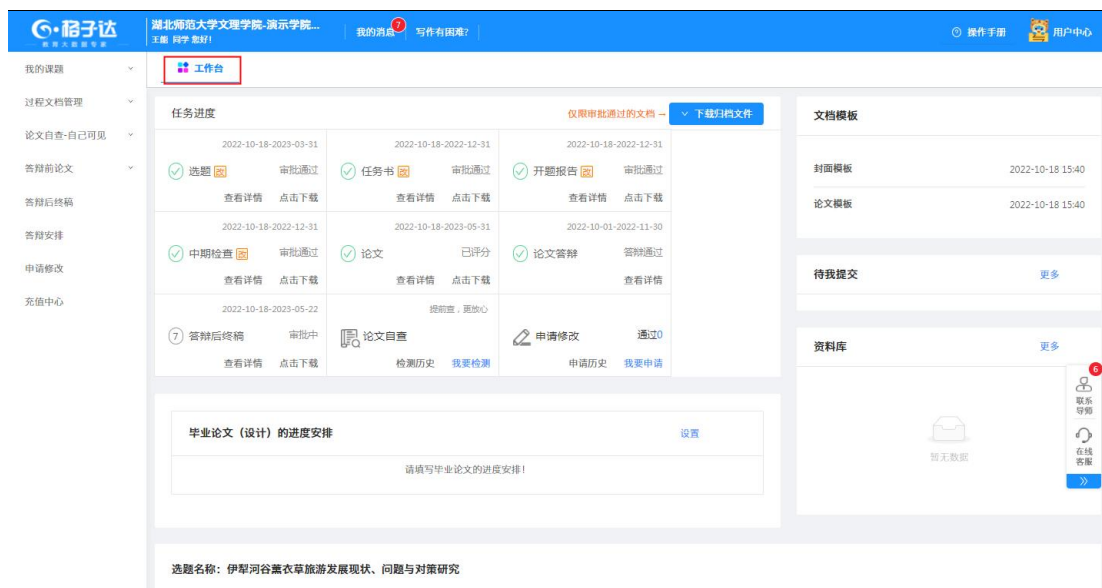 格子达
教育大数据专家
湖北师范大学文理学院-演示学院...
王 同学 您好!
我的消息 7
写作有困难?
操作手册
用户中心
我的课题
过程文档管理
论文自查-自己可见
答辩前论文
答辩后终稿
答辩安排
申请修改
充值中心
工作台
任务进度
仅限审批通过的文档→
下载归档文件
2022-10-18-2023-03-31
选题 改 审批通过
查看详情 点击下载
2022-10-18-2022-12-31
任务书 改 审批通过
查看详情 点击下载
2022-10-18-2022-12-31
开题报告 改 审批通过
查看详情 点击下载
2022-10-18-2022-12-31
中期检查 改 审批通过
查看详情 点击下载
2022-10-18-2023-05-31
论文 已评分
查看详情 点击下载
2022-10-01-2022-11-30
论文答辩 答辩通过
查看详情
2022-10-18-2023-05-22
7 答辩后终稿 审批中
查看详情 点击下载
提前查,更放心
论文自查
检测历史 我要检测
申请修改 通过0
申请历史 我要申请
毕业论文(设计)的进度安排
设置
请填写毕业论文的进度安排!
选题名称:伊犁河谷薰衣草旅游发展现状、问题与对策研究
文档模板
封面模板 2022-10-18 15:40
论文模板 2022-10-18 15:40
待我提交 更多
资料库 更多
暂无数据
6
联系
导师
在线
客服